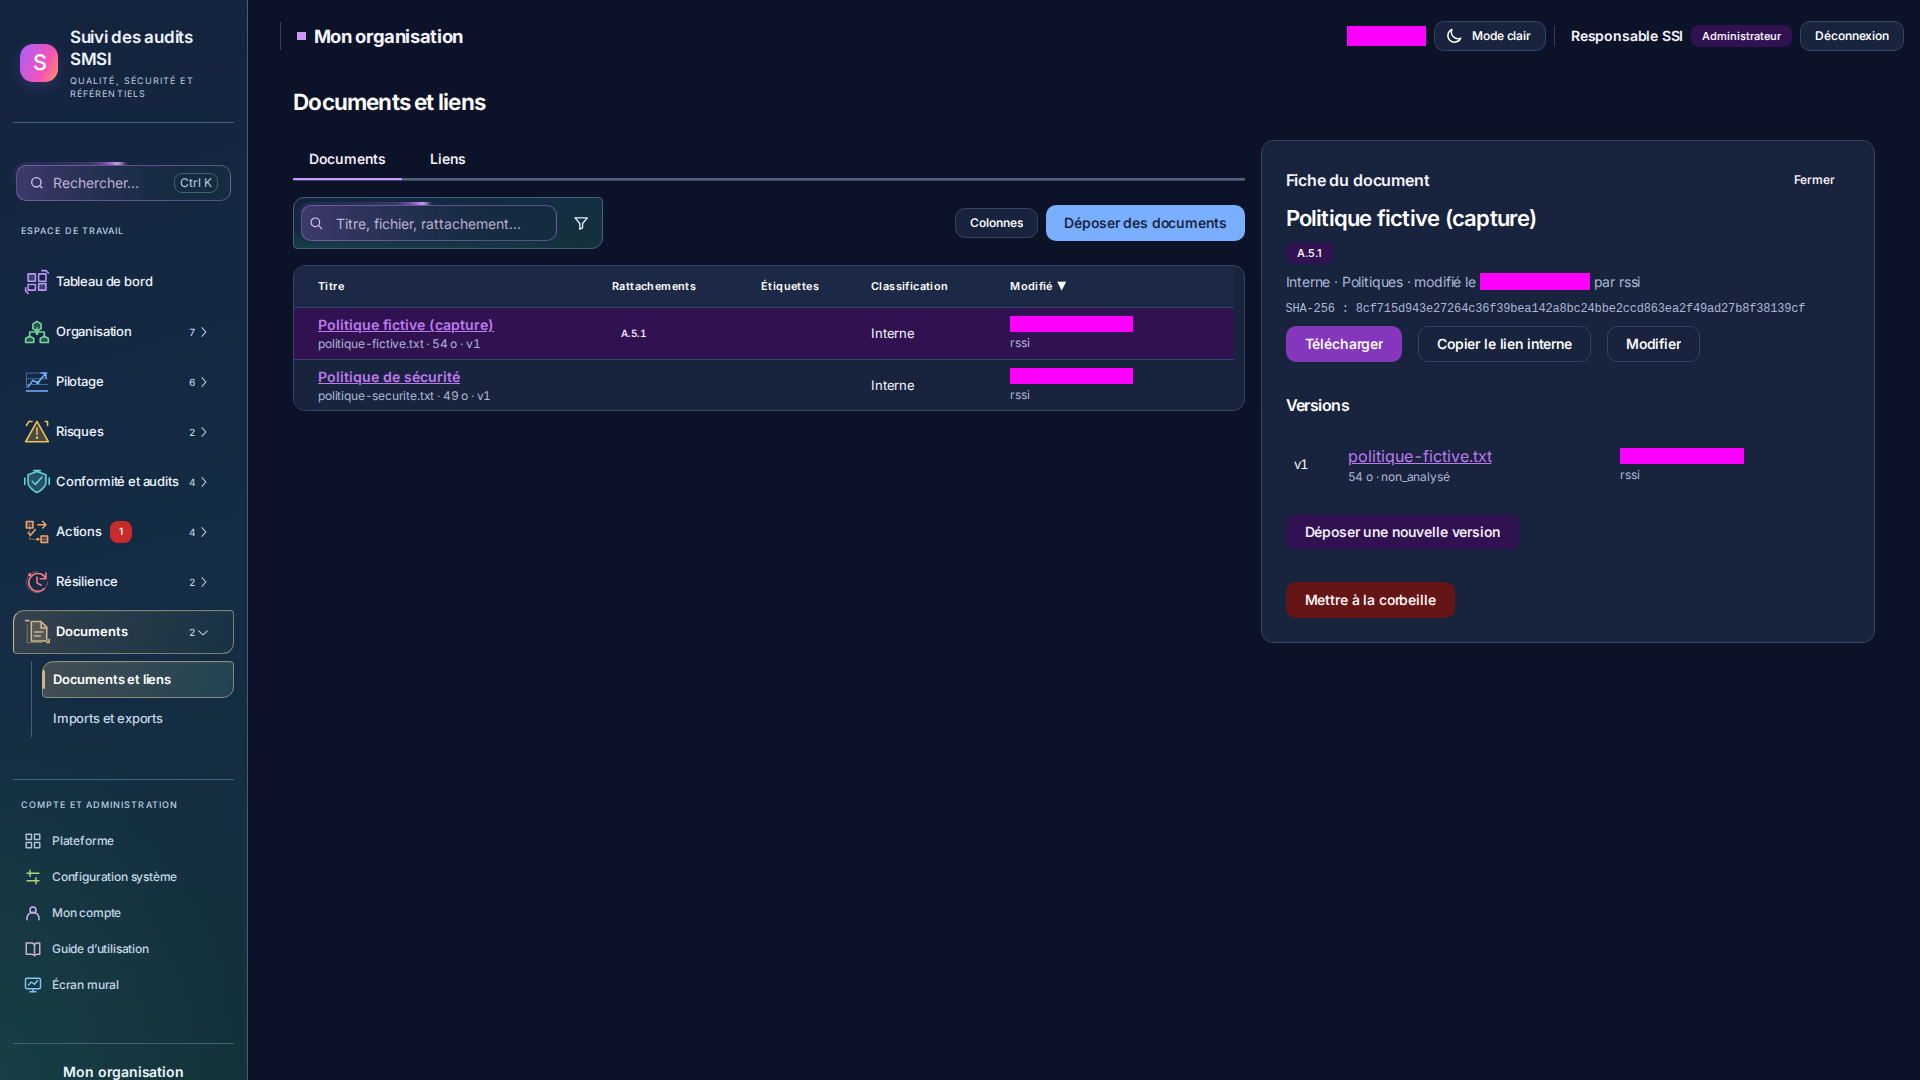 Suivi des audits
SMSI
QUALITÉ, SÉCURITÉ ET
RÉFÉRENTIELS
S
Rechercher...
Ctrl K
ESPACE DE TRAVAIL
Tableau de bord
Organisation
7
Pilotage
6
Risques
2
Conformité et audits
4
Actions
1
4
Résilience
2
Documents
2
Documents et liens
Imports et exports
COMPTE ET ADMINISTRATION
Plateforme
Configuration système
Mon compte
Guide d'utilisation
Écran mural
Mon organisation
Mon organisation
Mode clair
Responsable SSI
Administrateur
Déconnexion
Documents et liens
Documents
Liens
Titre, fichier, rattachement...
Colonnes
Déposer des documents
Titre
Rattachements
Étiquettes
Classification
Modifié ▼
Politique fictive (capture)
politique-fictive.txt · 54 o · v1
A.5.1
Interne
rssi
Politique de sécurité
politique-securite.txt · 49 o · v1
Interne
rssi
Fiche du document
Fermer
Politique fictive (capture)
A.5.1
Interne · Politiques · modifié le
par rssi
SHA-256 : 8cf715d943e27264c36f39bea142a8bc24bbe2ccd863ea2f49ad27b8f38139cf
Télécharger
Copier le lien interne
Modifier
Versions
v1
politique-fictive.txt
54 o · non_analysé
rssi
Déposer une nouvelle version
Mettre à la corbeille